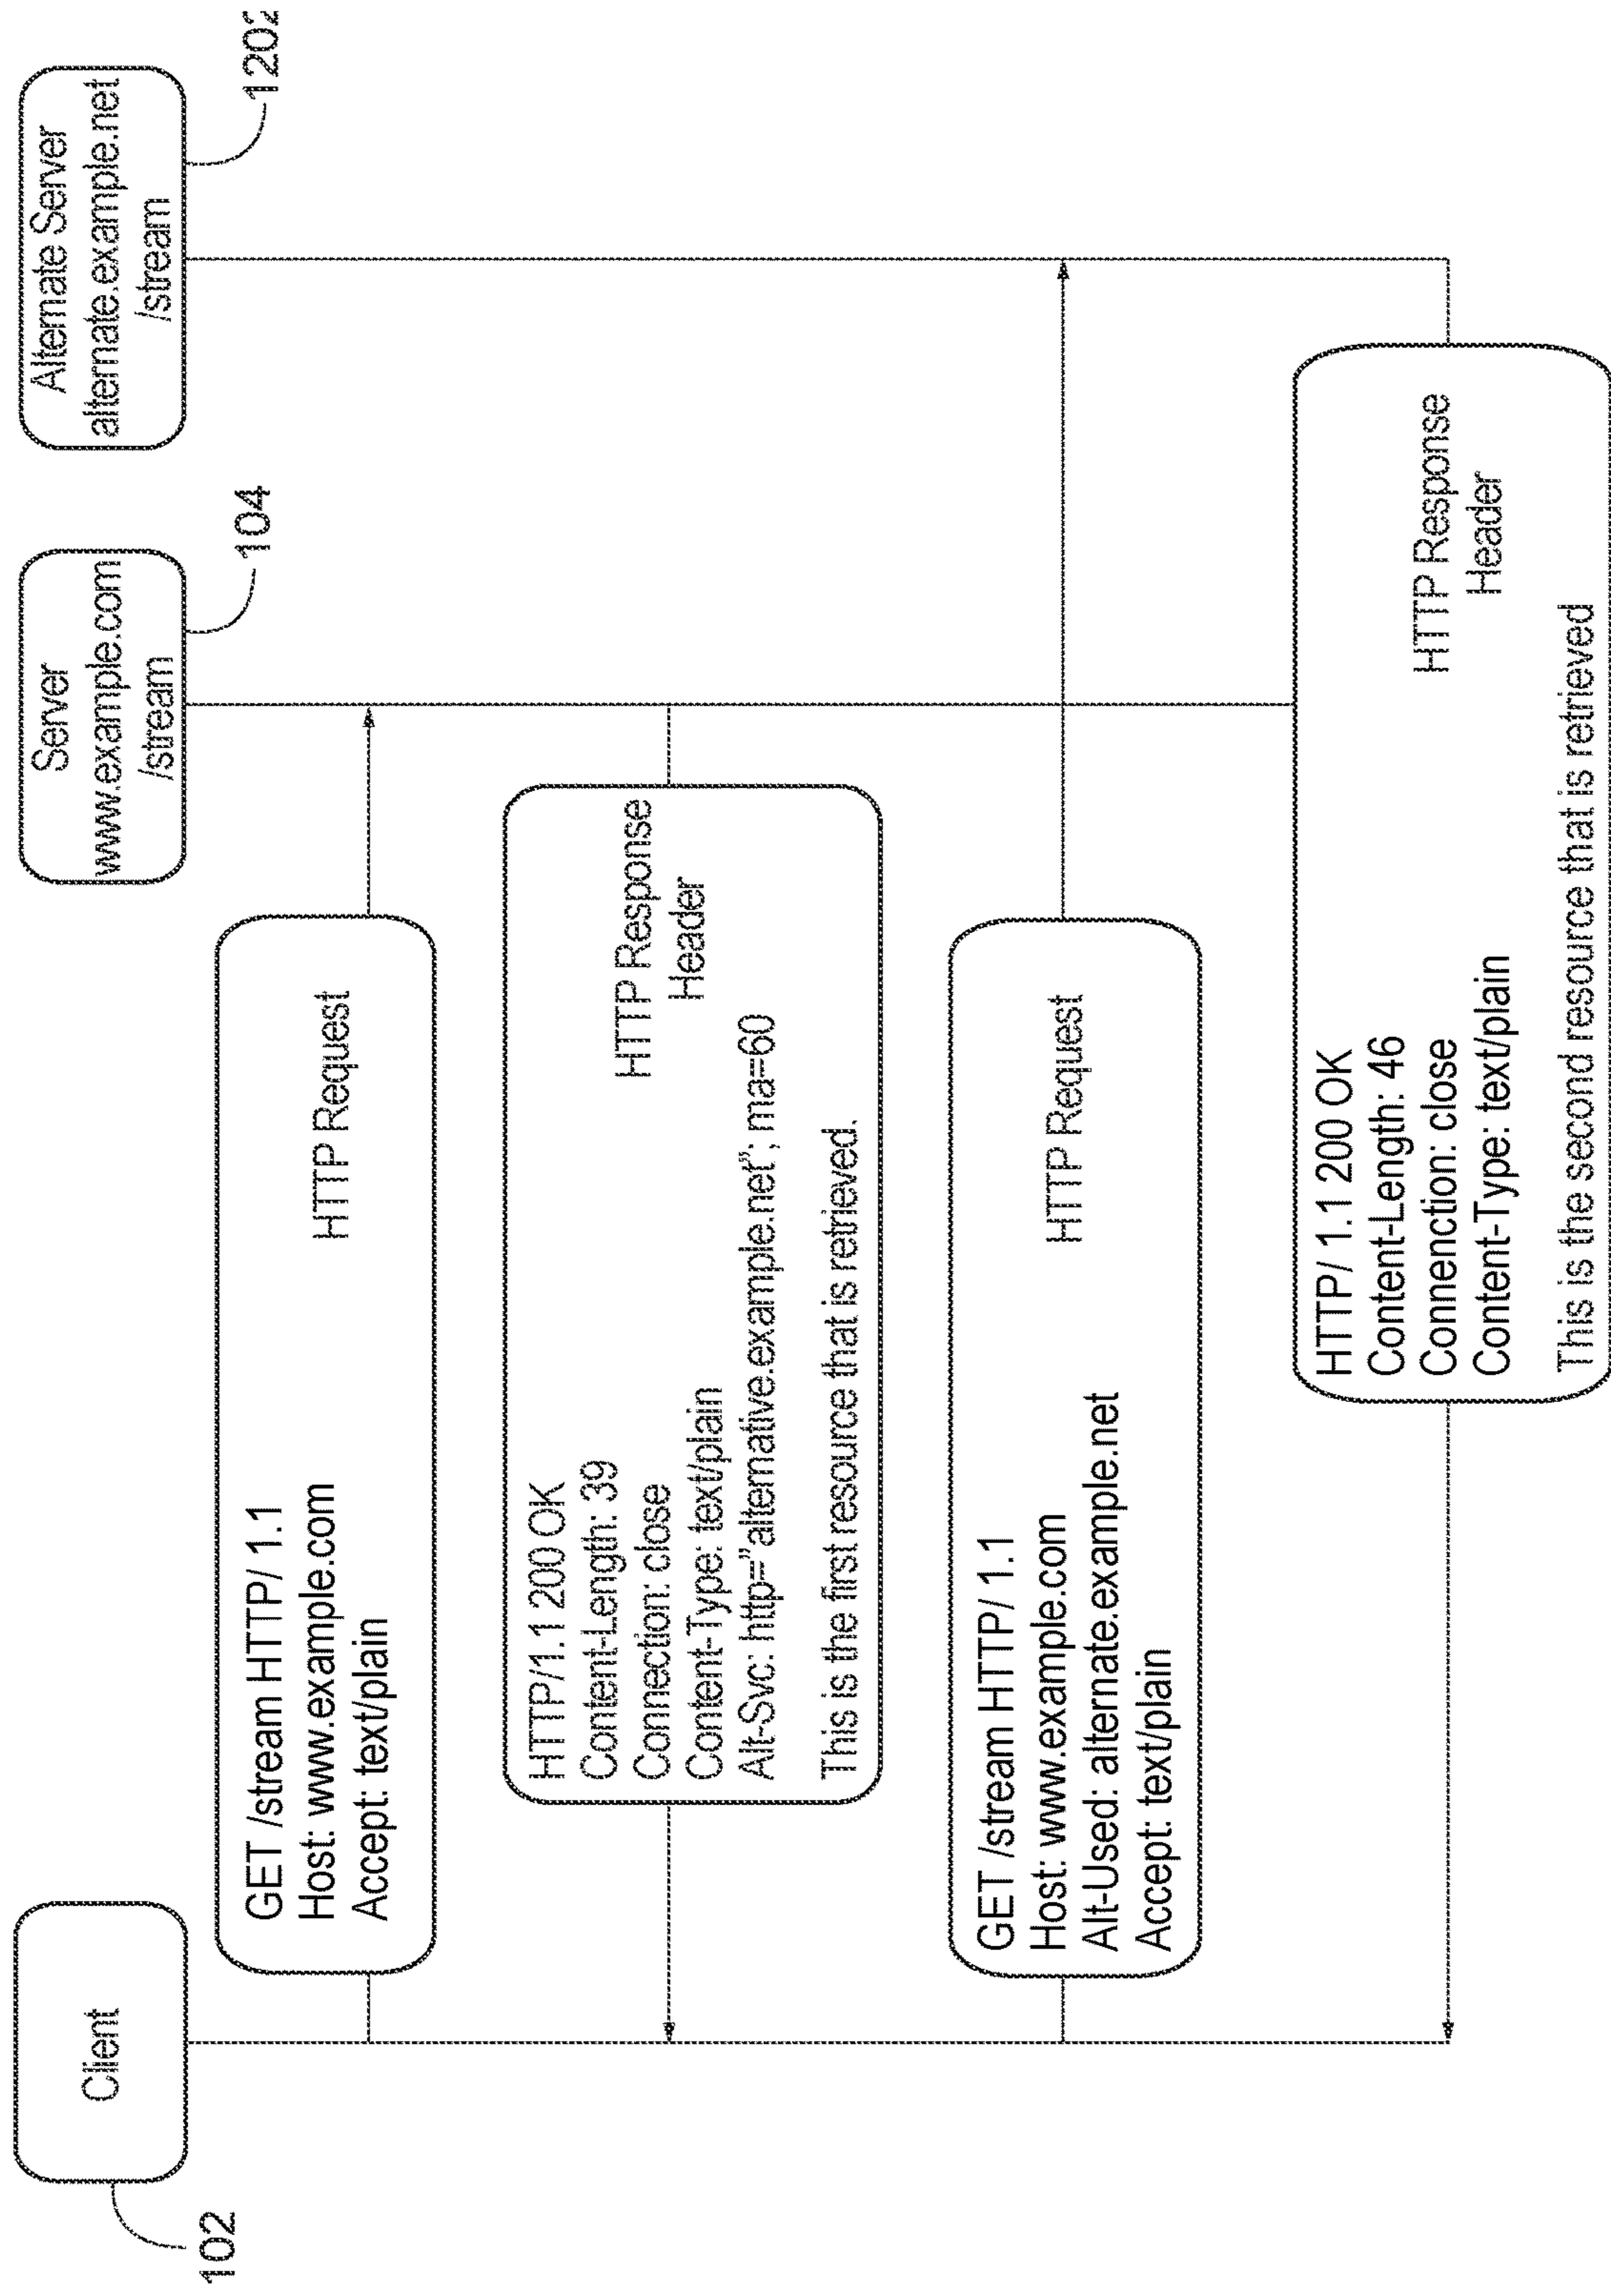 Client
102
Server
www.example.com
/stream
104
Alternate Server
alternate.example.net
/stream
1202
GET /stream HTTP/ 1.1
Host: www.example.com
Accept: text/plain
HTTP Request
HTTP/1.1 200 OK
Content-Length: 39
Connection: close
Content-Type: text/plain
Alt-Svc: http=”alternative.example.net”; ma=60
HTTP Response
Header
This is the first resource that is retrieved.
GET /stream HTTP/ 1.1
Host: www.example.com
Alt-Used: alternate.example.net
Accept: text/plain
HTTP Request
HTTP/ 1.1 200 OK
Content-Length: 46
Connenction: close
Content-Type: text/plain
HTTP Response
Header
This is the second resource that is retrieved